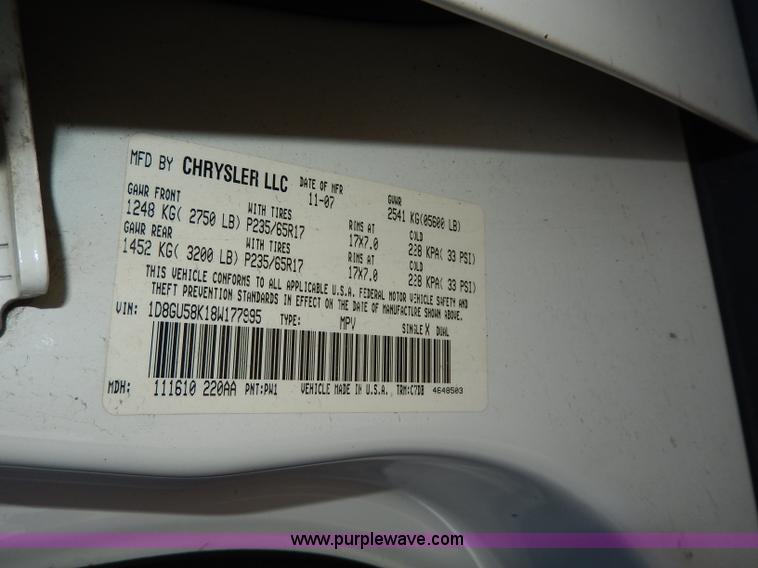 MFD BY CHRYSLER LLC DATE OF MFR 11-07 GVWR 2541 KG(05600 LB)
GAWR FRONT WITH TIRES RIMS AT COLD
1248 KG( 2750 LB) P235/65R17 17X7.0 228 KPA( 33 PSI)
GAWR REAR WITH TIRES RIMS AT COLD
1452 KG( 3200 LB) P235/65R17 17X7.0 228 KPA( 33 PSI)
THIS VEHICLE CONFORMS TO ALL APPLICABLE U.S.A. FEDERAL MOTOR VEHICLE SAFETY AND
THEFT PREVENTION STANDARDS IN EFFECT ON THE DATE OF MANUFACTURE SHOWN ABOVE.
VIN: 1D8GU58K18W177995 TYPE: MPV SINGLE X DUAL
MDH: 111610 220AA PNT:PW1 VEHICLE MADE IN U.S.A. TRM:C7DB 4648503
www.purplewave.com